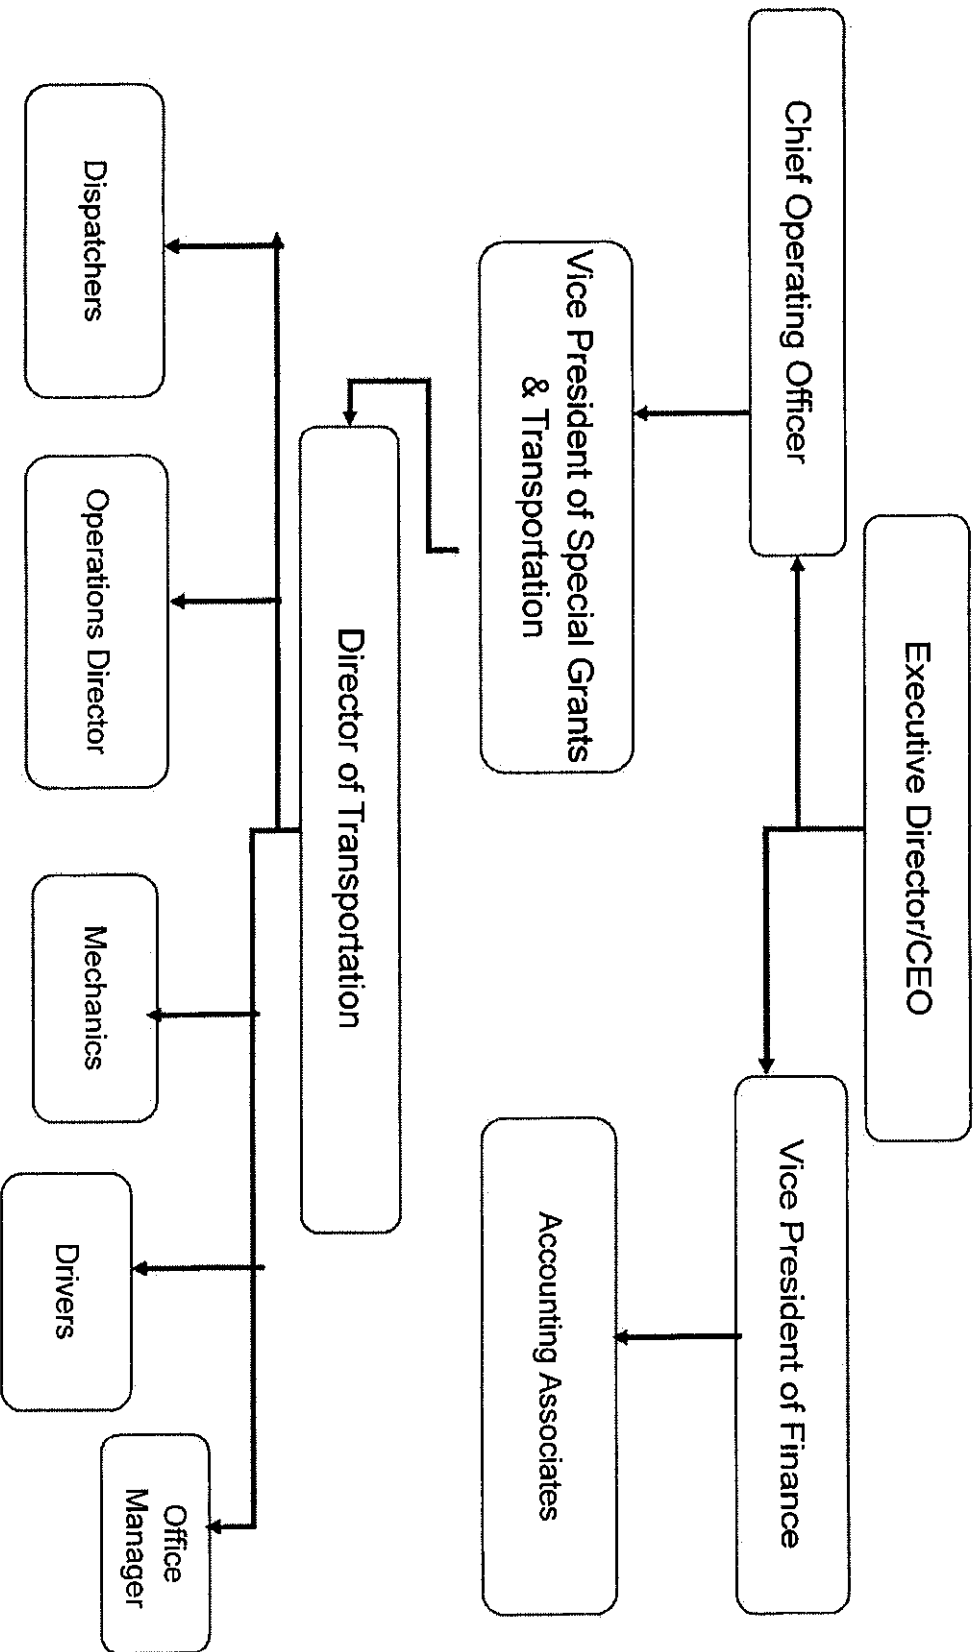 Executive Director/CEO
Chief Operating Officer
Vice President of Finance
Vice President of Special Grants
& Transportation
Accounting Associates
Director of Transportation
Dispatchers
Operations Director
Mechanics
Drivers
Office
Manager